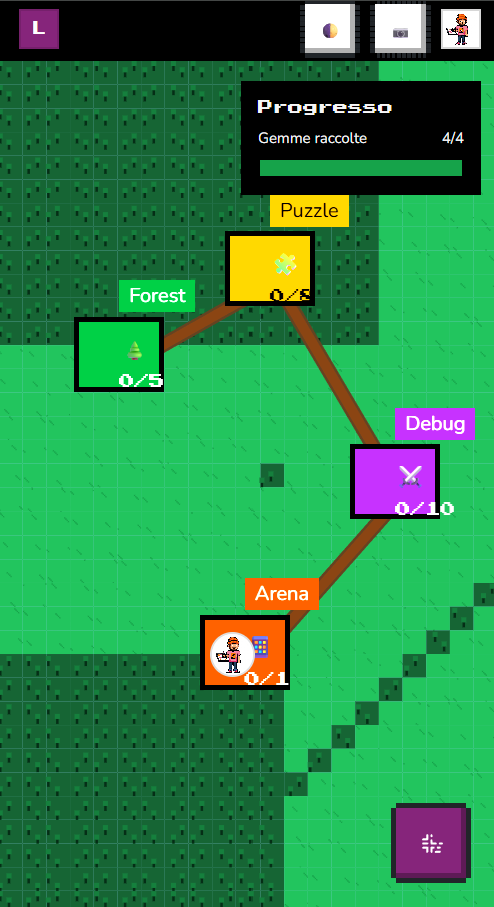 L
Progresso
Gemme raccolte 4/4
Puzzle
0/8
Forest
0/5
Debug
0/10
Arena
0/1